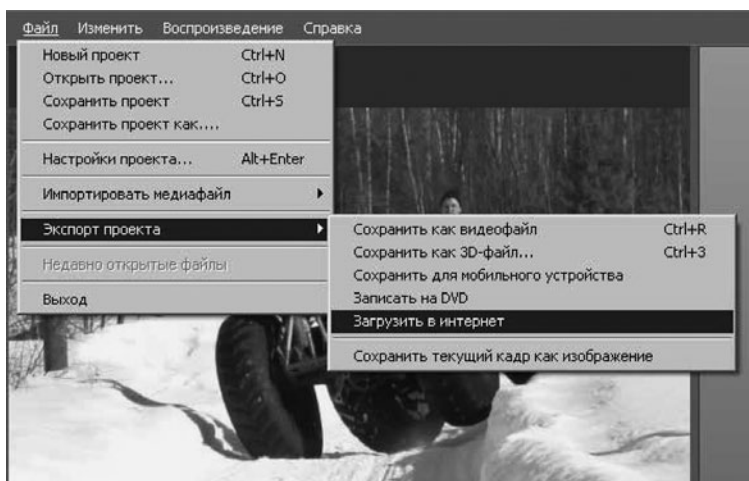 Файл Изменить Воспроизведение Справка
Новый проект Ctrl+N
Открыть проект... Ctrl+O
Сохранить проект Ctrl+S
Сохранить проект как....
Настройки проекта... Alt+Enter
Импортировать медиафайл
Экспорт проекта
Недавно открытые файлы
Выход
Сохранить как видеофайл Ctrl+R
Сохранить как 3D-файл... Ctrl+3
Сохранить для мобильного устройства
Записать на DVD
Загрузить в интернет
Сохранить текущий кадр как изображение